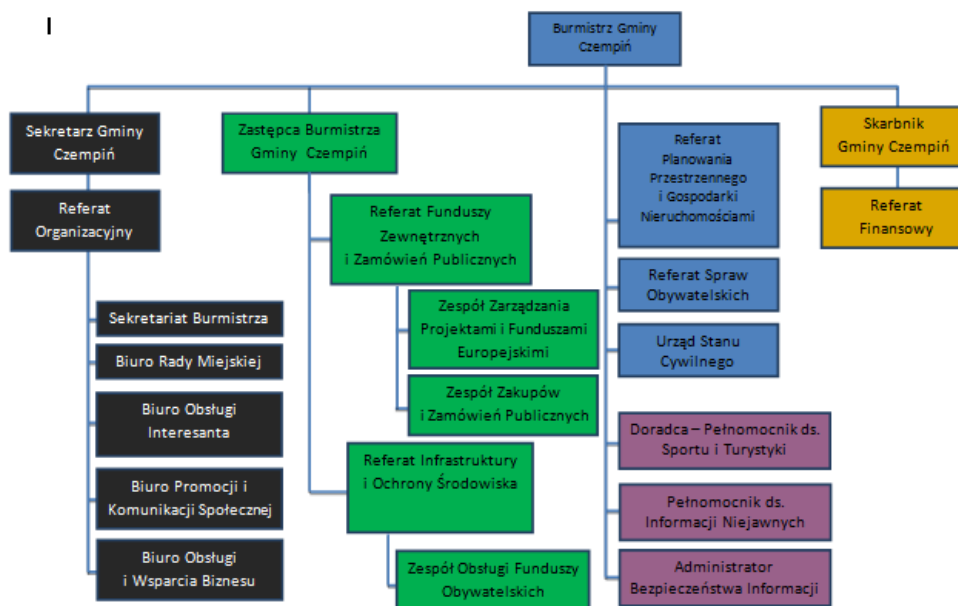 I
Burmistrz Gminy
Czempiń
Sekretarz Gminy
Czempiń
Referat
Organizacyjny
Sekretariat Burmistrza
Biuro Rady Miejskiej
Biuro Obsługi
Interesanta
Biuro Promocji i
Komunikacji Społecznej
Biuro Obsługi
i Wsparcia Biznesu
Zastępca Burmistrza
Gminy Czempiń
Referat Funduszy
Zewnętrznych
i Zamówień Publicznych
Zespół Zarządzania
Projektami i Funduszami
Europejskimi
Zespół Zakupów
i Zamówień Publicznych
Referat Infrastruktury
i Ochrony Środowiska
Zespół Obsługi Funduszy
Obywatelskich
Referat
Planowania
Przestrzennego
i Gospodarki
Nieruchomościami
Referat Spraw
Obywatelskich
Urząd Stanu
Cywilnego
Doradca – Pełnomocnik ds.
Sportu i Turystyki
Pełnomocnik ds.
Informacji Niejawnych
Administrator
Bezpieczeństwa Informacji
Skarbnik
Gminy Czempiń
Referat
Finansowy